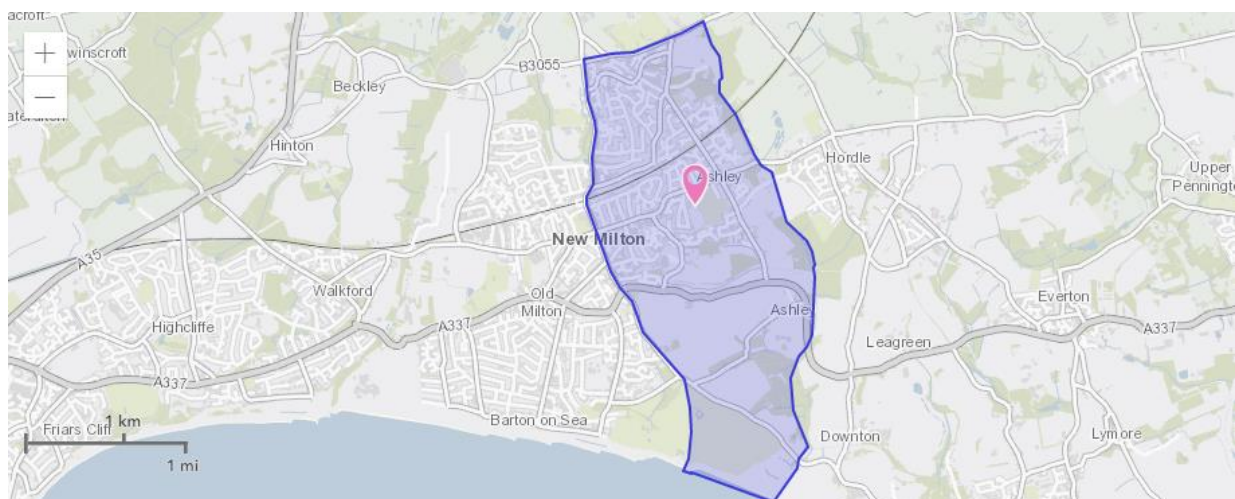 acroft
winscroft
B3055
Beckley
Hinton
Hordle
Ashley
Upper
Pennington
New Milton
A35
Walkford
Old
Milton
Highcliffe
A337
Ashley
Everton
A337
Leagreen
A337
1 km
Friars Cliff
Barton on Sea
Downton
Lymore
1 mi